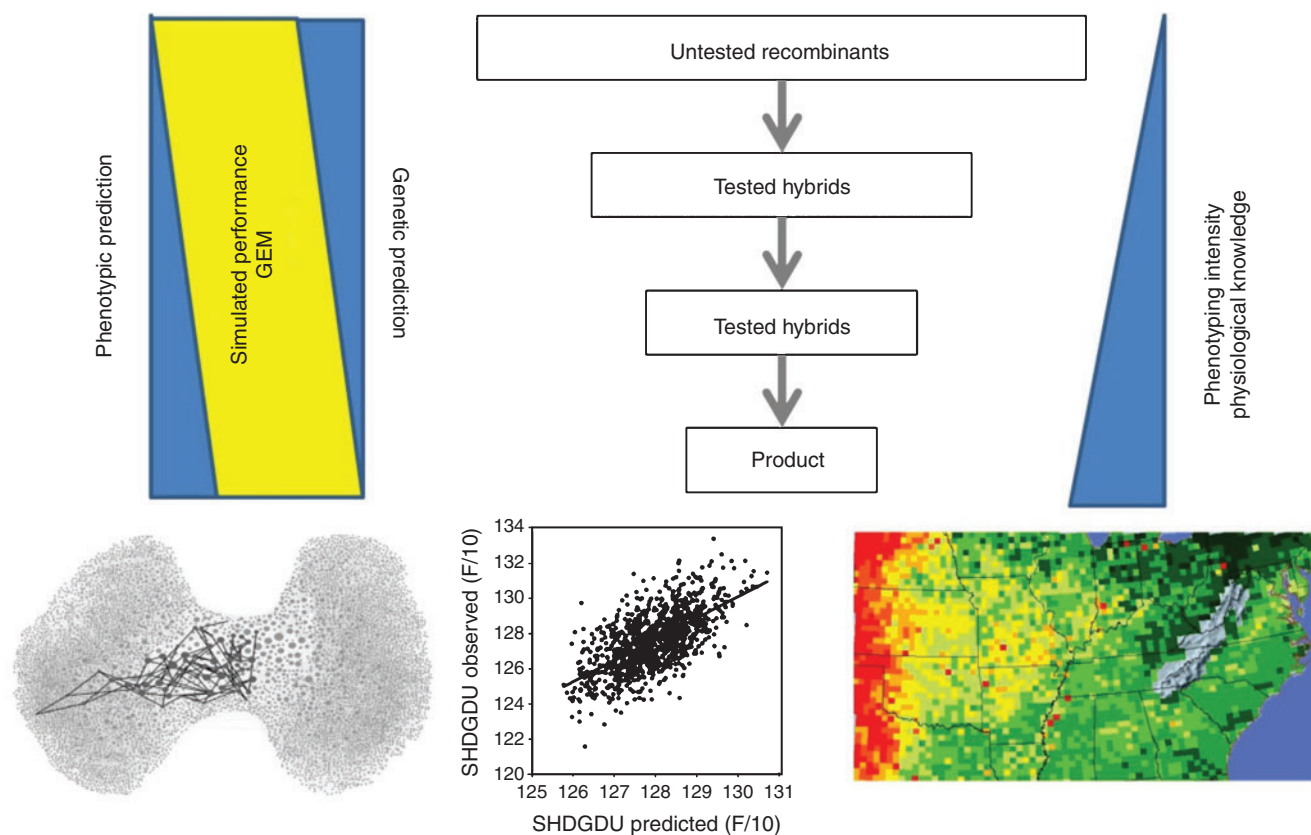 Phenotypic prediction
Simulated performance
GEM
Genetic prediction
Untested recombinants
Tested hybrids
Tested hybrids
Product
Phenotyping intensity
physiological knowledge
SHDGDU observed (F/10)
134
132
130
128
126
124
122
120
125 126 127 128 129 130 131
SHDGDU predicted (F/10)